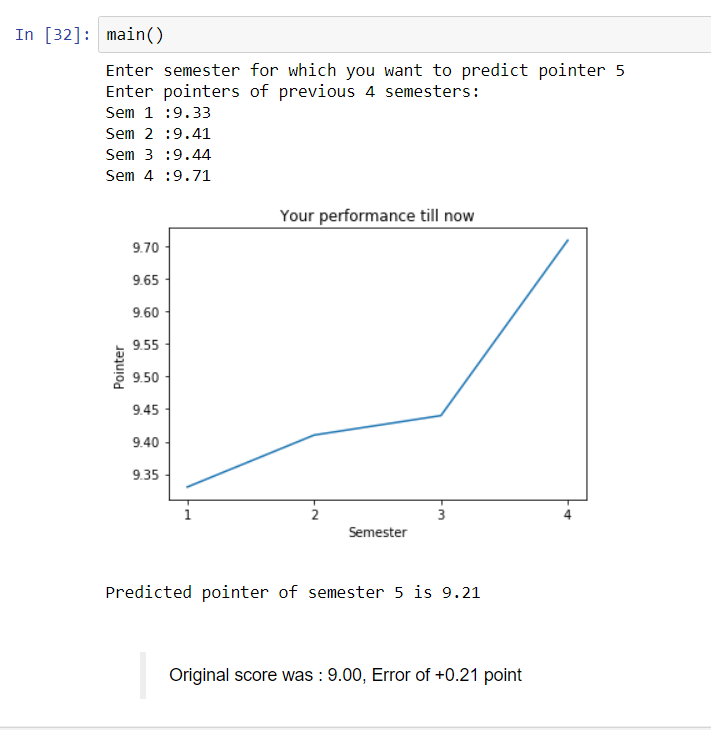 In [32]: main()
Enter semester for which you want to predict pointer 5
Enter pointers of previous 4 semesters:
Sem 1 :9.33
Sem 2 :9.41
Sem 3 :9.44
Sem 4 :9.71
Your performance till now
9.70
9.65
9.60
9.55
9.50
9.45
9.40
9.35
Pointer
1 2 3 4
Semester
Predicted pointer of semester 5 is 9.21
Original score was : 9.00, Error of +0.21 point